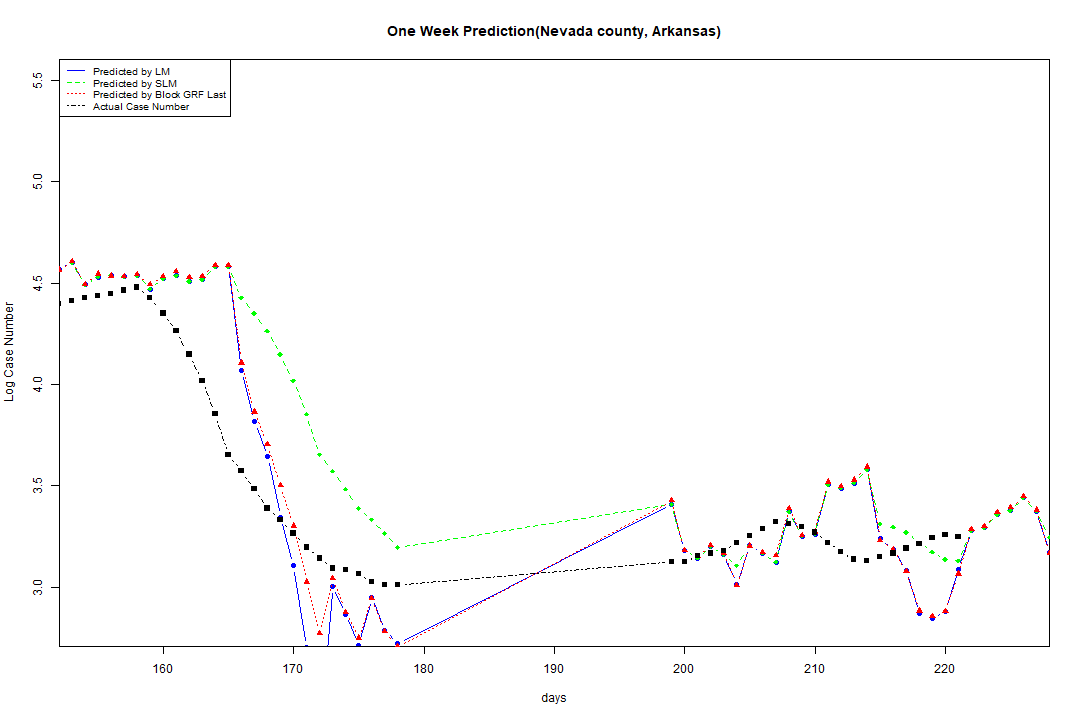 One Week Prediction(Nevada county, Arkansas)
Predicted by LM
Predicted by SLM
Predicted by Block GRF Last
Actual Case Number
5.5
5.0
4.5
4.0
3.5
3.0
Log Case Number
160 170 180 190 200 210 220
days